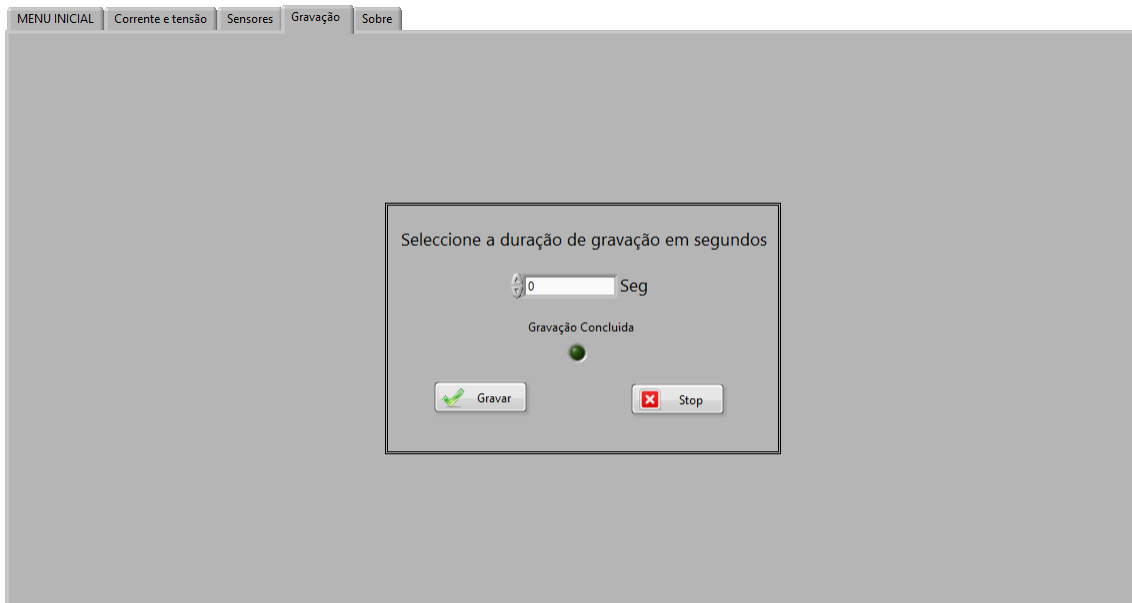 MENU INICIAL
Corrente e tensão
Sensores
Gravação
Sobre
Seleccione a duração de gravação em segundos
0 Seg
Gravação Concluida
Gravar
Stop